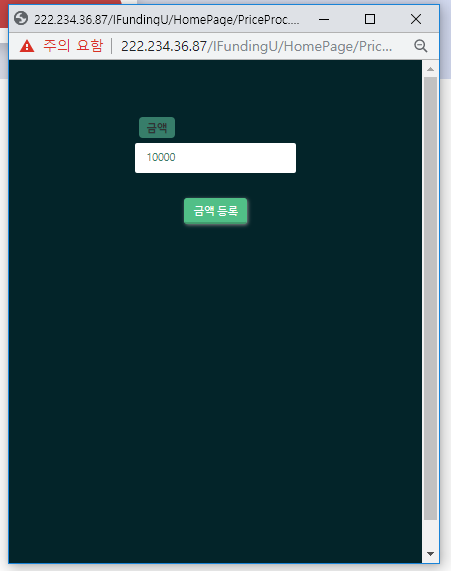 222.234.36.87/IFundingU/HomePage/PriceProc....
주의 요함 222.234.36.87/IFundingU/HomePage/Pric...
금액
10000
금액 등록